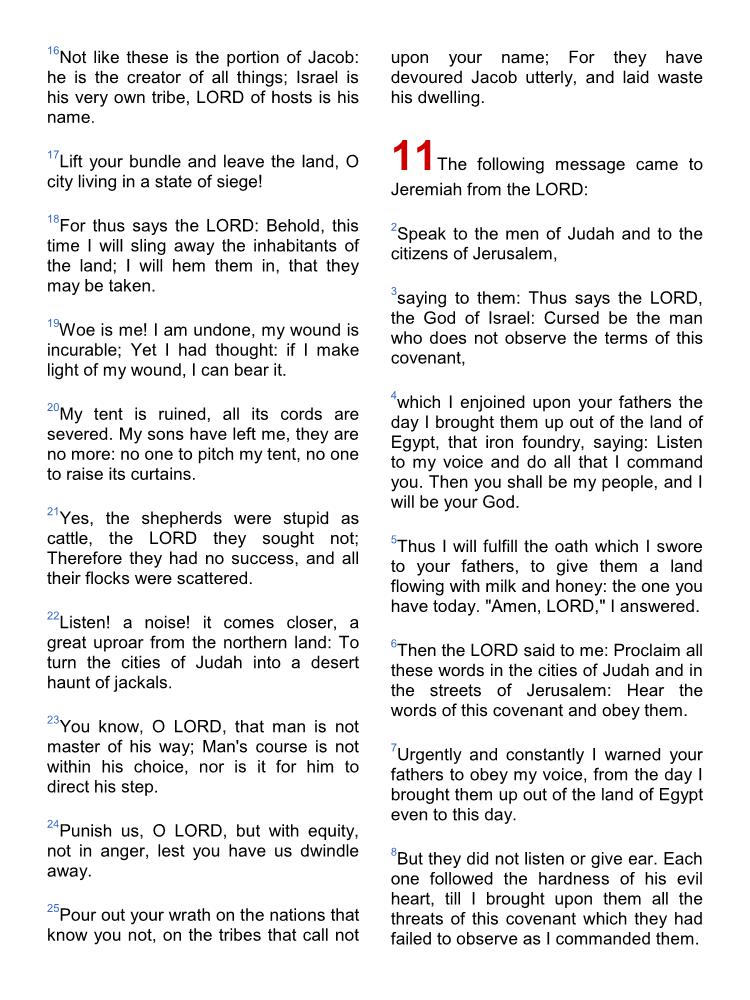 16Not like these is the portion of Jacob:
he is the creator of all things; Israel is
his very own tribe, LORD of hosts is his
name.
17Lift your bundle and leave the land, O
city living in a state of siege!
18For thus says the LORD: Behold, this
time I will sling away the inhabitants of
the land; I will hem them in, that they
may be taken.
19Woe is me! I am undone, my wound is
incurable; Yet I had thought: if I make
light of my wound, I can bear it.
20My tent is ruined, all its cords are
severed. My sons have left me, they are
no more: no one to pitch my tent, no one
to raise its curtains.
21Yes, the shepherds were stupid as
cattle, the LORD they sought not;
Therefore they had no success, and all
their flocks were scattered.
22Listen! a noise! it comes closer, a
great uproar from the northern land: To
turn the cities of Judah into a desert
haunt of jackals.
23You know, O LORD, that man is not
master of his way; Man's course is not
within his choice, nor is it for him to
direct his step.
24Punish us, O LORD, but with equity,
not in anger, lest you have us dwindle
away.
25Pour out your wrath on the nations that
know you not, on the tribes that call not
upon your name; For they have
devoured Jacob utterly, and laid waste
his dwelling.
11The following message came to
Jeremiah from the LORD:
2Speak to the men of Judah and to the
citizens of Jerusalem,
3saying to them: Thus says the LORD,
the God of Israel: Cursed be the man
who does not observe the terms of this
covenant,
4which I enjoined upon your fathers the
day I brought them up out of the land of
Egypt, that iron foundry, saying: Listen
to my voice and do all that I command
you. Then you shall be my people, and I
will be your God.
5Thus I will fulfill the oath which I swore
to your fathers, to give them a land
flowing with milk and honey: the one you
have today. "Amen, LORD," I answered.
6Then the LORD said to me: Proclaim all
these words in the cities of Judah and in
the streets of Jerusalem: Hear the
words of this covenant and obey them.
7Urgently and constantly I warned your
fathers to obey my voice, from the day I
brought them up out of the land of Egypt
even to this day.
8But they did not listen or give ear. Each
one followed the hardness of his evil
heart, till I brought upon them all the
threats of this covenant which they had
failed to observe as I commanded them.